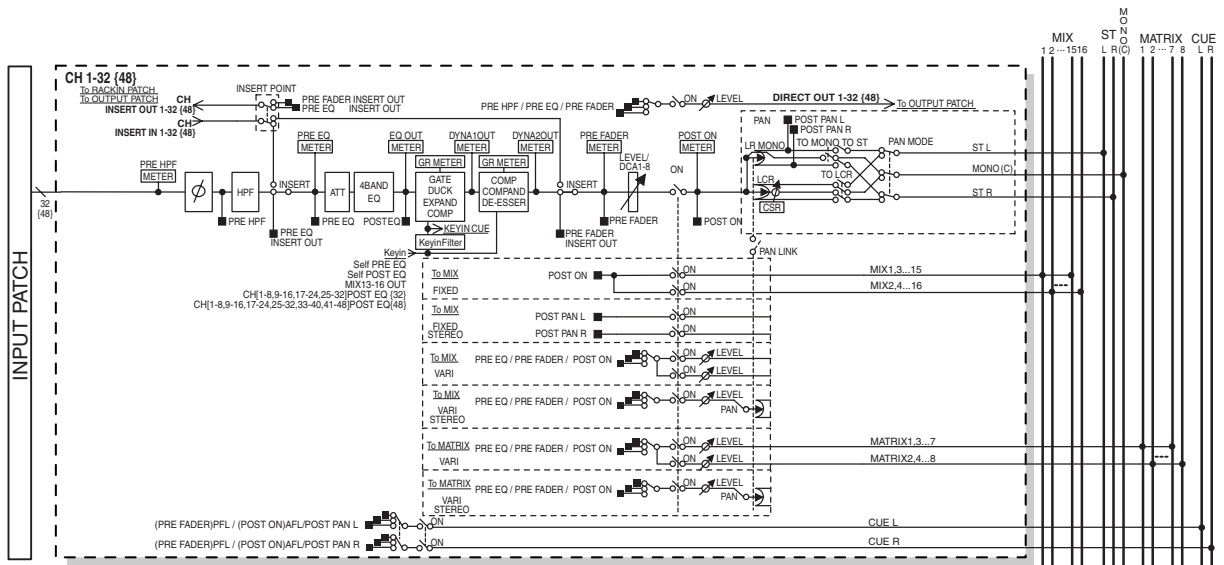 MONO(C)
MIX
1 2 ··· 15 16
ST
L R
MATRIX
1 2 ··· 7 8
CUE
L R
INPUT PATCH
32
{48}
CH 1-32 {48}
To RACKIN PATCH
To OUTPUT PATCH
CH
INSERT OUT 1-32 {48}
CH
INSERT IN 1-32 {48}
INSERT POINT
PRE FADER INSERT OUT
PRE EQ INSERT OUT
PRE HPF / PRE EQ / PRE FADER
ON
LEVEL
DIRECT OUT 1-32 {48}
To OUTPUT PATCH
PRE HPF
METER
Ø
PRE HPF
HPF
INSERT
PRE EQ
INSERT OUT
PRE EQ
METER
PRE EQ
ATT
4BAND
EQ
EQ OUT
METER
POST EQ
DYNA1OUT
METER
GR METER
GATE
DUCK
EXPAND
COMP
KEYIN CUE
KeyinFilter
DYNA2OUT
METER
GR METER
COMP
COMPAND
DE-ESSER
INSERT
PRE FADER
INSERT OUT
PRE FADER
METER
PRE FADER
LEVEL/
DCA1-8
ON
POST ON
METER
POST ON
PAN
POST PAN L
POST PAN R
LR MONO
TO MONO TO ST
PAN MODE
LCR
TO LCR
CSR
ST L
MONO(C)
ST R
PAN LINK
Keyin
Self PRE EQ
Self POST EQ
MIX13-16 OUT
CH[1-8,9-16,17-24,25-32]POST EQ {32}
CH[1-8,9-16,17-24,25-32,33-40,41-48]POST EQ{48}
To MIX
FIXED
POST ON
ON
ON
MIX1,3...15
MIX2,4...16
To MIX
FIXED
STEREO
POST PAN L
ON
POST PAN R
ON
To MIX
VARI
PRE EQ / PRE FADER / POST ON
ON
LEVEL
ON
LEVEL
To MIX
VARI
STEREO
PRE EQ / PRE FADER / POST ON
ON
LEVEL
PAN
To MATRIX
VARI
PRE EQ / PRE FADER / POST ON
ON
LEVEL
ON
LEVEL
MATRIX1,3...7
MATRIX2,4...8
To MATRIX
VARI
STEREO
PRE EQ / PRE FADER / POST ON
ON
LEVEL
PAN
(PRE FADER)PFL / (POST ON)AFL/POST PAN L
ON
CUE L
(PRE FADER)PFL / (POST ON)AFL/POST PAN R
ON
CUE R